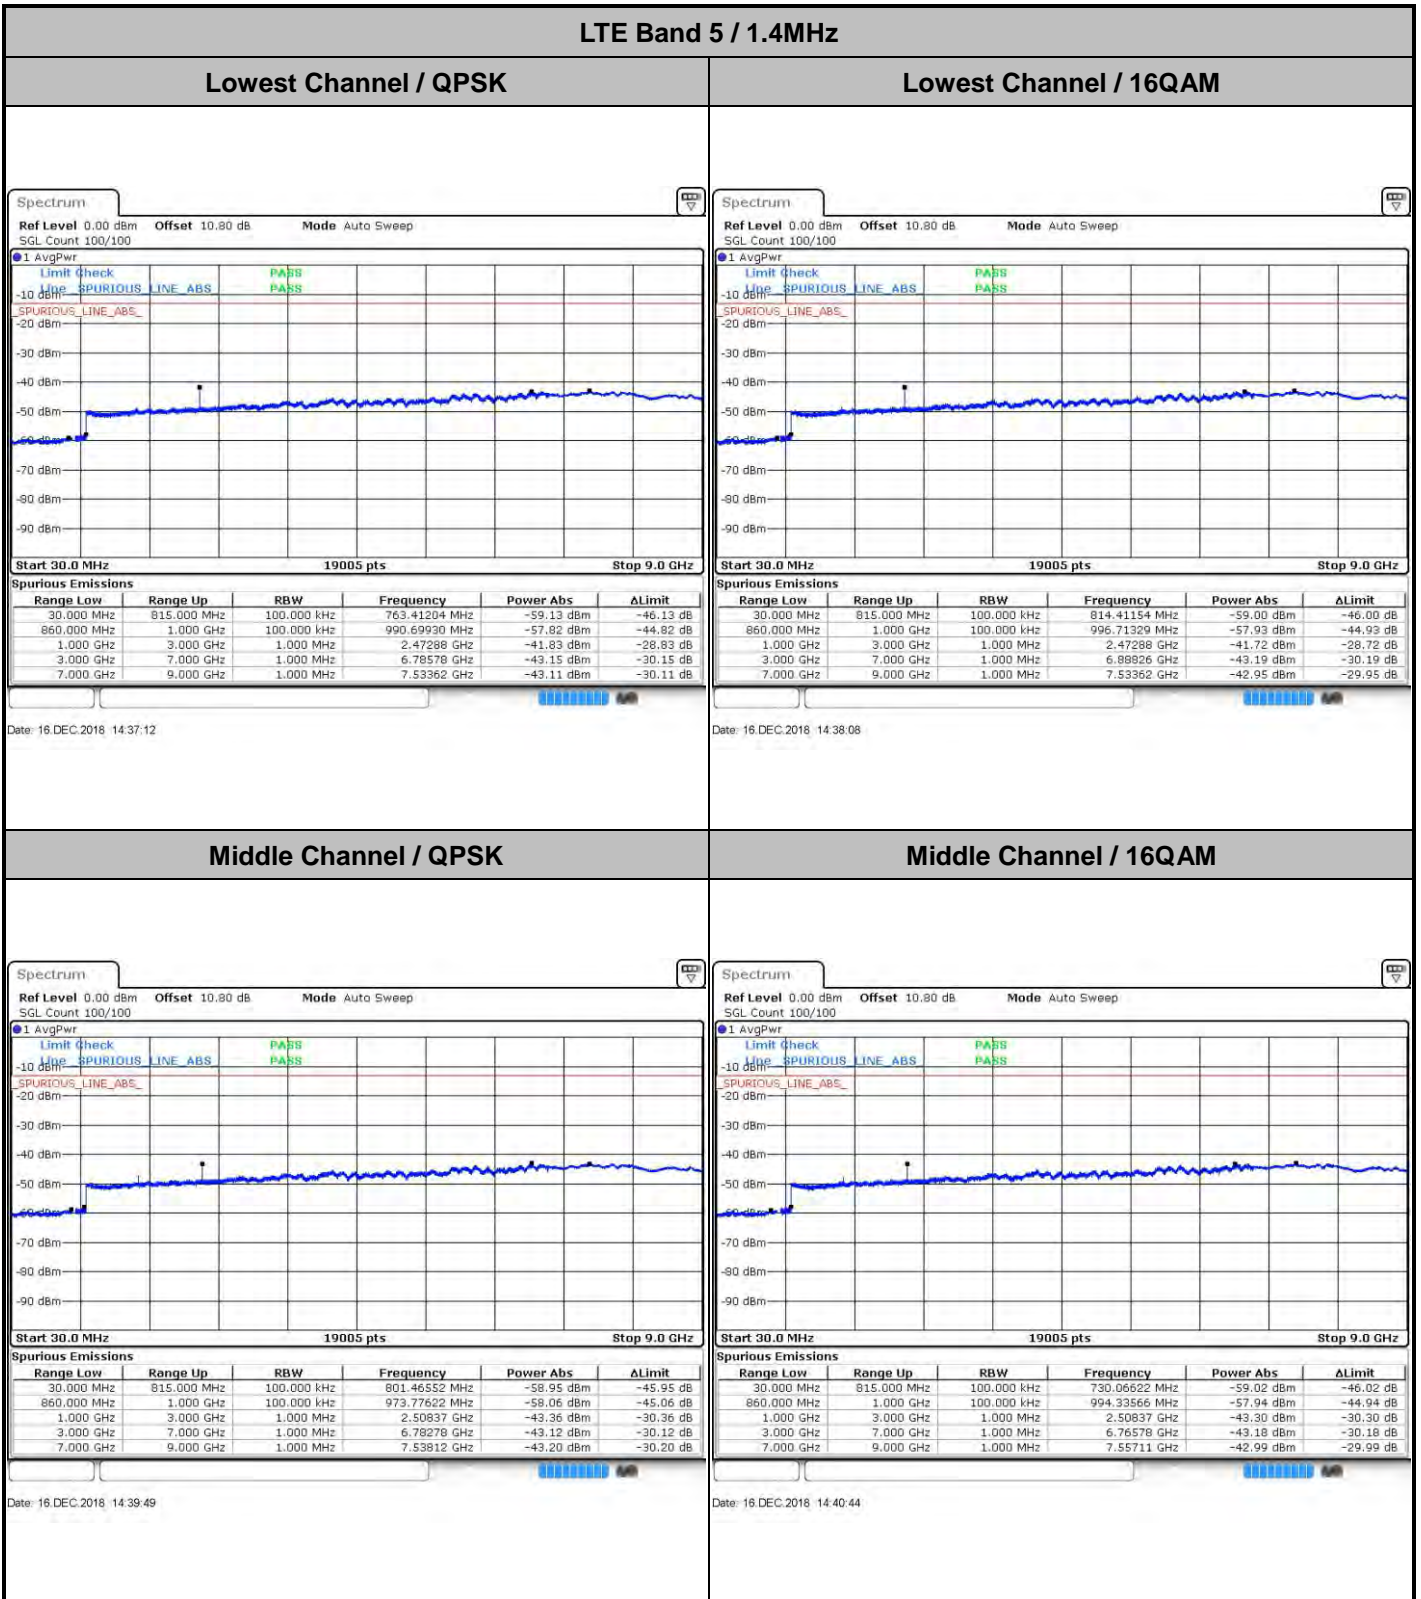 LTE Band 5 / 1.4MHz
Lowest Channel / QPSK
Lowest Channel / 16QAM
Spectrum
Ref Level 0.00 dBm Offset 10.80 dB Mode Auto Sweep
SGL Count 100/100
1 AvgPwr
Limit Check PASS
Line _SPURIOUS_LINE_ABS_ PASS
-10 dBm
_SPURIOUS_LINE_ABS_
-20 dBm
-30 dBm
-40 dBm
-50 dBm
-60 dBm
-70 dBm
-80 dBm
-90 dBm
Start 30.0 MHz 19005 pts Stop 9.0 GHz
Spurious Emissions
Range Low Range Up RBW Frequency Power Abs ΔLimit
30.000 MHz 815.000 MHz 100.000 kHz 763.41204 MHz -59.13 dBm -46.13 dB
860.000 MHz 1.000 GHz 100.000 kHz 990.69930 MHz -57.82 dBm -44.82 dB
1.000 GHz 3.000 GHz 1.000 MHz 2.47288 GHz -41.83 dBm -28.83 dB
3.000 GHz 7.000 GHz 1.000 MHz 6.78578 GHz -43.15 dBm -30.15 dB
7.000 GHz 9.000 GHz 1.000 MHz 7.53362 GHz -43.11 dBm -30.11 dB
Date: 16.DEC.2018 14:37:12
Spectrum
Ref Level 0.00 dBm Offset 10.80 dB Mode Auto Sweep
SGL Count 100/100
1 AvgPwr
Limit Check PASS
Line _SPURIOUS_LINE_ABS_ PASS
-10 dBm
_SPURIOUS_LINE_ABS_
-20 dBm
-30 dBm
-40 dBm
-50 dBm
-60 dBm
-70 dBm
-80 dBm
-90 dBm
Start 30.0 MHz 19005 pts Stop 9.0 GHz
Spurious Emissions
Range Low Range Up RBW Frequency Power Abs ΔLimit
30.000 MHz 815.000 MHz 100.000 kHz 814.41154 MHz -59.00 dBm -46.00 dB
860.000 MHz 1.000 GHz 100.000 kHz 996.71329 MHz -57.93 dBm -44.93 dB
1.000 GHz 3.000 GHz 1.000 MHz 2.47288 GHz -41.72 dBm -28.72 dB
3.000 GHz 7.000 GHz 1.000 MHz 6.88826 GHz -43.19 dBm -30.19 dB
7.000 GHz 9.000 GHz 1.000 MHz 7.53362 GHz -42.95 dBm -29.95 dB
Date: 16.DEC.2018 14:38:08
Middle Channel / QPSK
Middle Channel / 16QAM
Spectrum
Ref Level 0.00 dBm Offset 10.80 dB Mode Auto Sweep
SGL Count 100/100
1 AvgPwr
Limit Check PASS
Line _SPURIOUS_LINE_ABS_ PASS
-10 dBm
_SPURIOUS_LINE_ABS_
-20 dBm
-30 dBm
-40 dBm
-50 dBm
-60 dBm
-70 dBm
-80 dBm
-90 dBm
Start 30.0 MHz 19005 pts Stop 9.0 GHz
Spurious Emissions
Range Low Range Up RBW Frequency Power Abs ΔLimit
30.000 MHz 815.000 MHz 100.000 kHz 801.46552 MHz -58.95 dBm -45.95 dB
860.000 MHz 1.000 GHz 100.000 kHz 973.77622 MHz -58.06 dBm -45.06 dB
1.000 GHz 3.000 GHz 1.000 MHz 2.50837 GHz -43.36 dBm -30.36 dB
3.000 GHz 7.000 GHz 1.000 MHz 6.78278 GHz -43.12 dBm -30.12 dB
7.000 GHz 9.000 GHz 1.000 MHz 7.53812 GHz -43.20 dBm -30.20 dB
Date: 16.DEC.2018 14:39:49
Spectrum
Ref Level 0.00 dBm Offset 10.80 dB Mode Auto Sweep
SGL Count 100/100
1 AvgPwr
Limit Check PASS
Line _SPURIOUS_LINE_ABS_ PASS
-10 dBm
_SPURIOUS_LINE_ABS_
-20 dBm
-30 dBm
-40 dBm
-50 dBm
-60 dBm
-70 dBm
-80 dBm
-90 dBm
Start 30.0 MHz 19005 pts Stop 9.0 GHz
Spurious Emissions
Range Low Range Up RBW Frequency Power Abs ΔLimit
30.000 MHz 815.000 MHz 100.000 kHz 730.06622 MHz -59.02 dBm -46.02 dB
860.000 MHz 1.000 GHz 100.000 kHz 994.33566 MHz -57.94 dBm -44.94 dB
1.000 GHz 3.000 GHz 1.000 MHz 2.50837 GHz -43.30 dBm -30.30 dB
3.000 GHz 7.000 GHz 1.000 MHz 6.76578 GHz -43.18 dBm -30.18 dB
7.000 GHz 9.000 GHz 1.000 MHz 7.55711 GHz -42.99 dBm -29.99 dB
Date: 16.DEC.2018 14:40:44